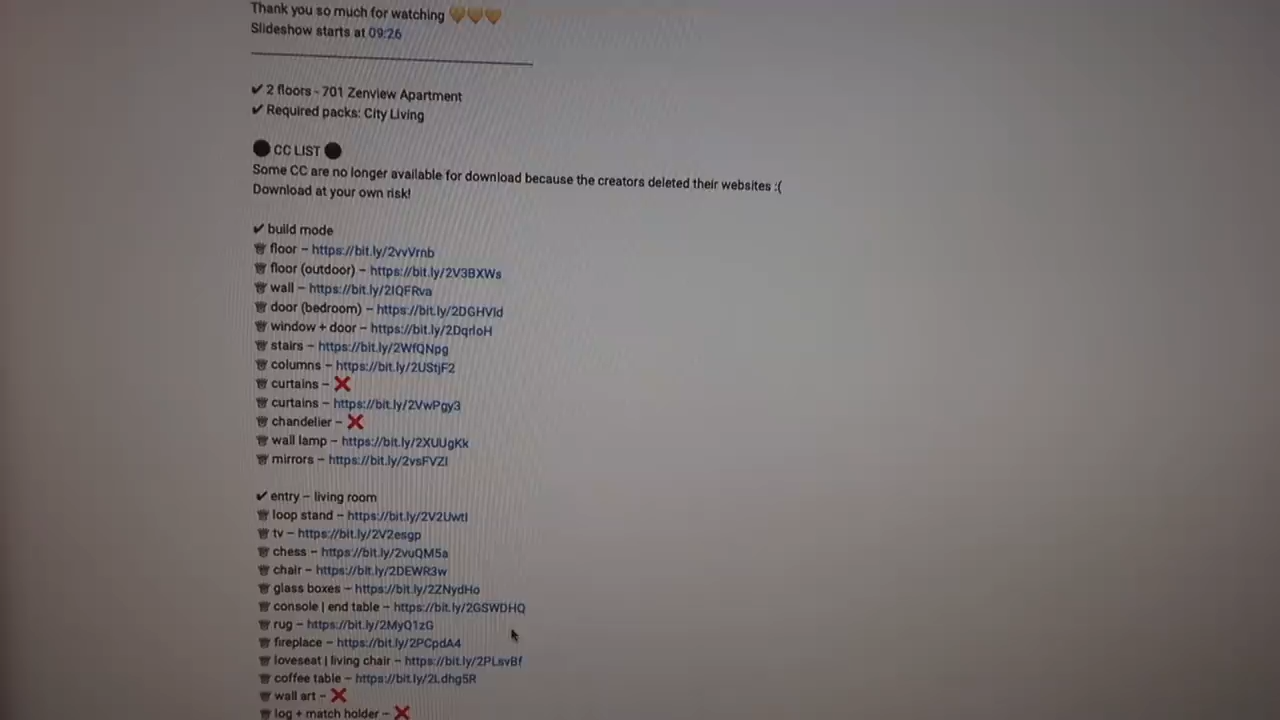 Thank you so much for watching 💛💛💛
Slideshow starts at 09:26
✔ 2 floors - 701 Zenview Apartment
✔ Required packs: City Living
⚫ CC LIST ⚫
Some CC are no longer available for download because the creators deleted their websites :(
Download at your own risk!
✔ build mode
floor – https://bit.ly/2vvVrnb
floor (outdoor) – https://bit.ly/2V3BXWs
wall – https://bit.ly/2IQFRva
door (bedroom) – https://bit.ly/2DGHVld
window + door – https://bit.ly/2DqrloH
stairs – https://bit.ly/2WfQNpg
columns – https://bit.ly/2UStjF2
curtains – ❌
curtains – https://bit.ly/2VwPgy3
chandelier – ❌
wall lamp – https://bit.ly/2XUUgKk
mirrors – https://bit.ly/2vsFVZl
✔ entry – living room
loop stand – https://bit.ly/2V2Uwtl
tv – https://bit.ly/2V2esgp
chess – https://bit.ly/2vuQM5a
chair – https://bit.ly/2DEWR3w
glass boxes – https://bit.ly/2ZNydHo
console | end table – https://bit.ly/2GSWDHQ
rug – https://bit.ly/2MyQ1zG
fireplace – https://bit.ly/2PCpdA4
loveseat | living chair – https://bit.ly/2PLsvBf
coffee table – https://bit.ly/2Ldhg5R
wall art – ❌
log + match holder – ❌